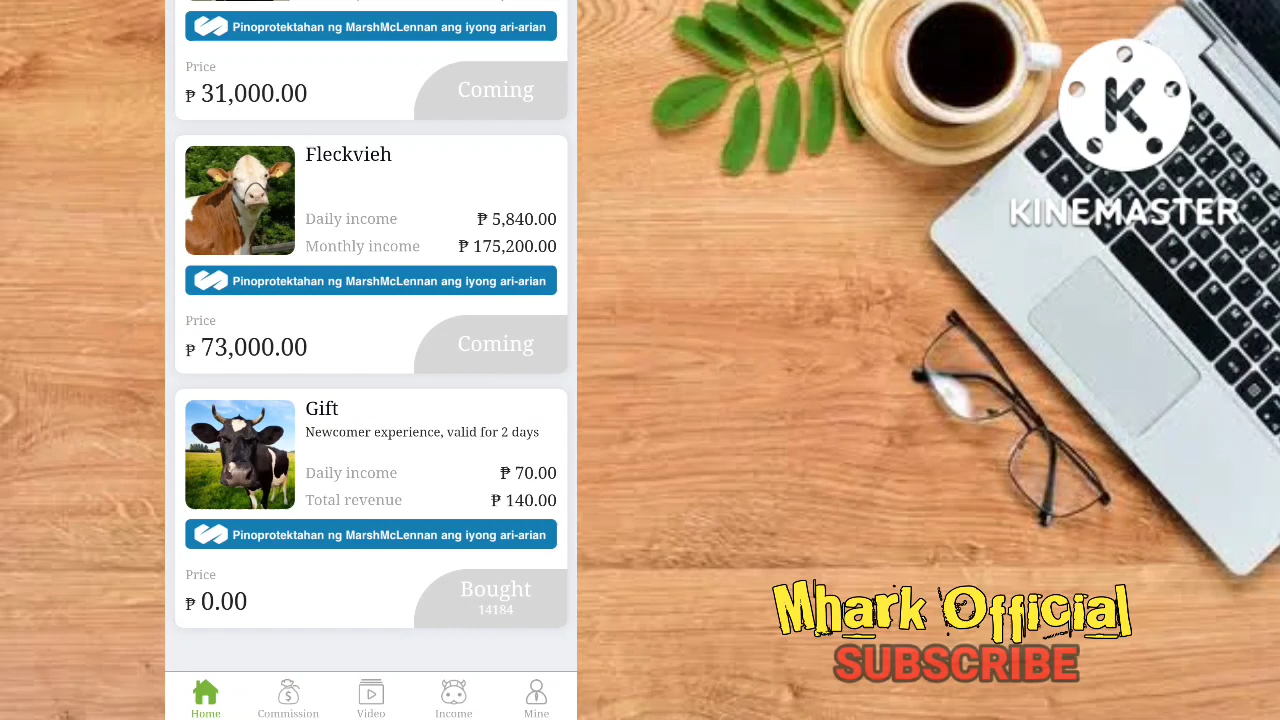 Pinoprotektahan ng MarshMcLennan ang iyong ari-arian
Price
₱ 31,000.00
Coming
Fleckvieh
Daily income ₱ 5,840.00
Monthly income ₱ 175,200.00
Pinoprotektahan ng MarshMcLennan ang iyong ari-arian
Price
₱ 73,000.00
Coming
Gift
Newcomer experience, valid for 2 days
Daily income ₱ 70.00
Total revenue ₱ 140.00
Pinoprotektahan ng MarshMcLennan ang iyong ari-arian
Price
₱ 0.00
Bought
14184
Home Commission Video Income Mine
K
KINEMASTER
Mhark Official
SUBSCRIBE